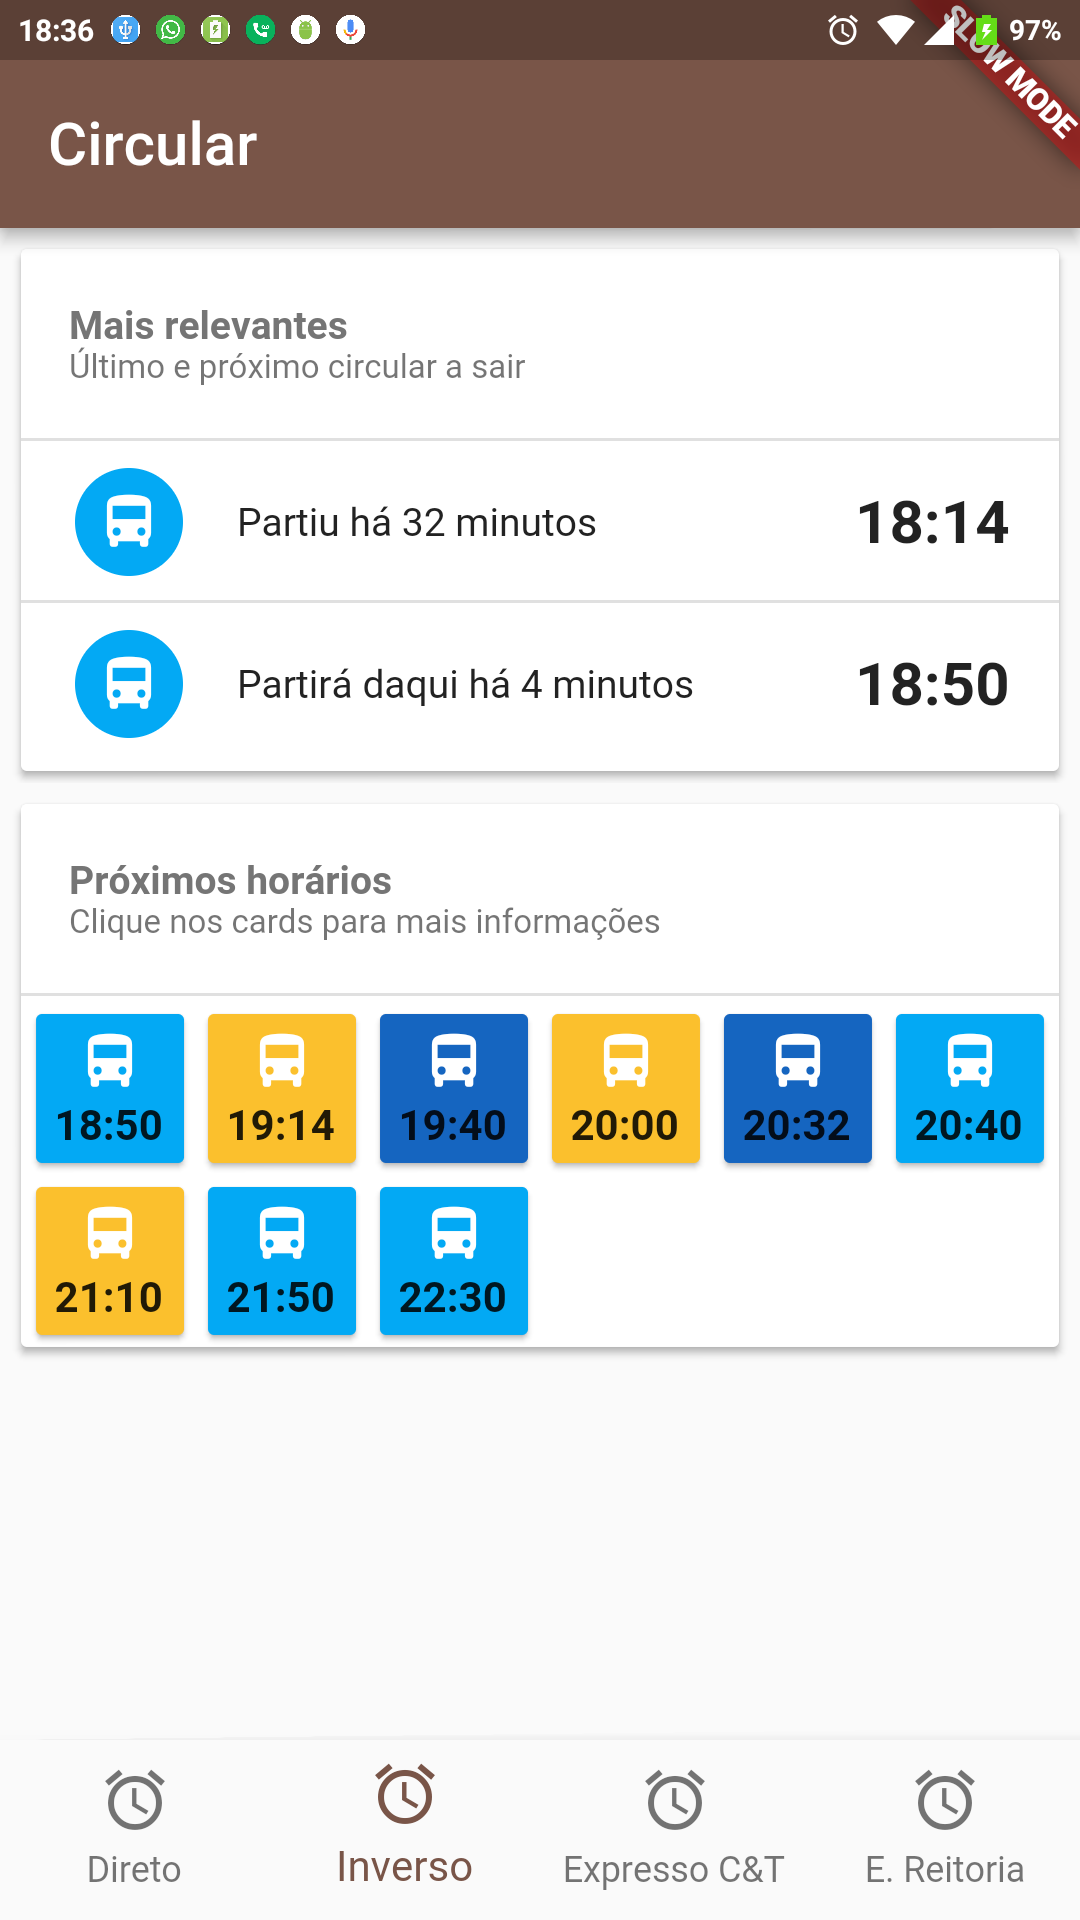 18:36
97%
SLOW MODE
Circular
Mais relevantes
Último e próximo circular a sair
Partiu há 32 minutos
18:14
Partirá daqui há 4 minutos
18:50
Próximos horários
Clique nos cards para mais informações
18:50 19:14 19:40 20:00 20:32 20:40
21:10 21:50 22:30
Direto Inverso Expresso C&T E. Reitoria